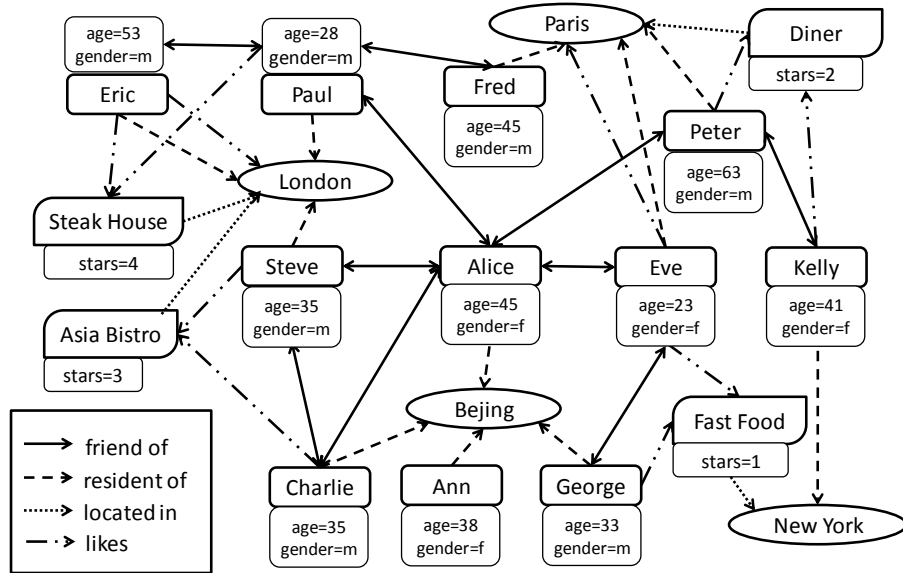 age=53
gender=m
Eric
age=28
gender=m
Paul
Paris
Diner
stars=2
Fred
age=45
gender=m
Peter
age=63
gender=m
London
Steak House
stars=4
Steve
age=35
gender=m
Alice
age=45
gender=f
Eve
age=23
gender=f
Kelly
age=41
gender=f
Asia Bistro
stars=3
Bejing
Fast Food
stars=1
friend of
resident of
located in
likes
Charlie
age=35
gender=m
Ann
age=38
gender=f
George
age=33
gender=m
New York